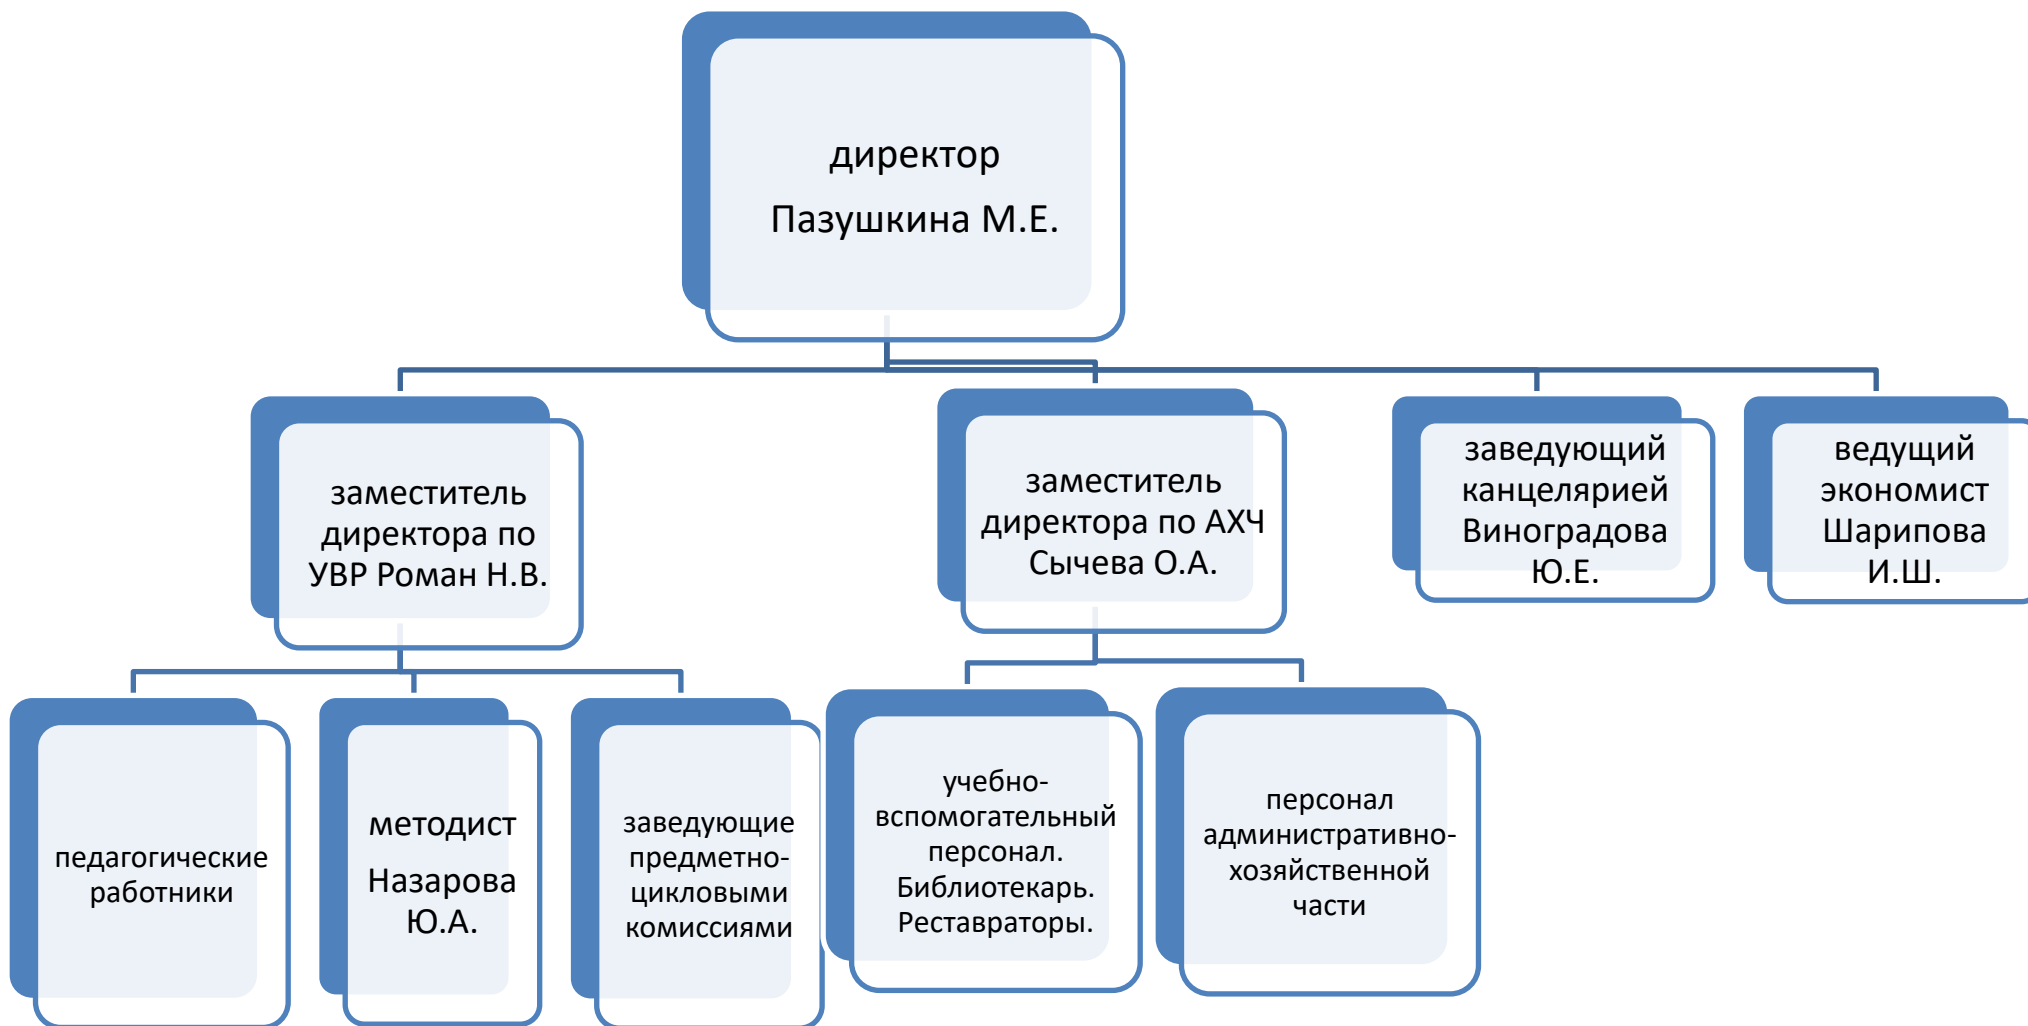 директор
Пазушкина М.Е.
заместитель
директора по
УВР Роман Н.В.
заместитель
директора по АХЧ
Сычева О.А.
заведующий
канцелярией
Виноградова
Ю.Е.
ведущий
экономист
Шарипова
И.Ш.
педагогические
работники
методист
Назарова
Ю.А.
заведующие
предметно-
цикловыми
комиссиями
учебно-
вспомогательный
персонал.
Библиотекарь.
Реставраторы.
персонал
административно-
хозяйственной
части